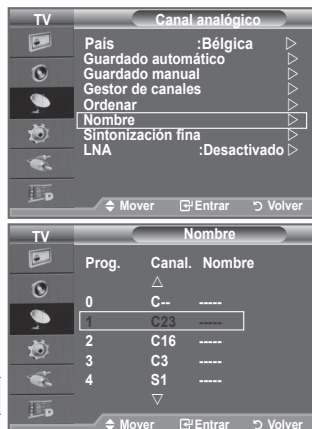 TV Canal analógico
País :Bélgica
Guardado automático
Guardado manual
Gestor de canales
Ordenar
Nombre
Sintonización fina
LNA :Desactivado
Mover Entrar Volver
TV Nombre
Prog. Canal. Nombre
0 C-- -----
1 C23 -----
2 C16 -----
3 C3 -----
4 S1 -----
Mover Entrar Volver